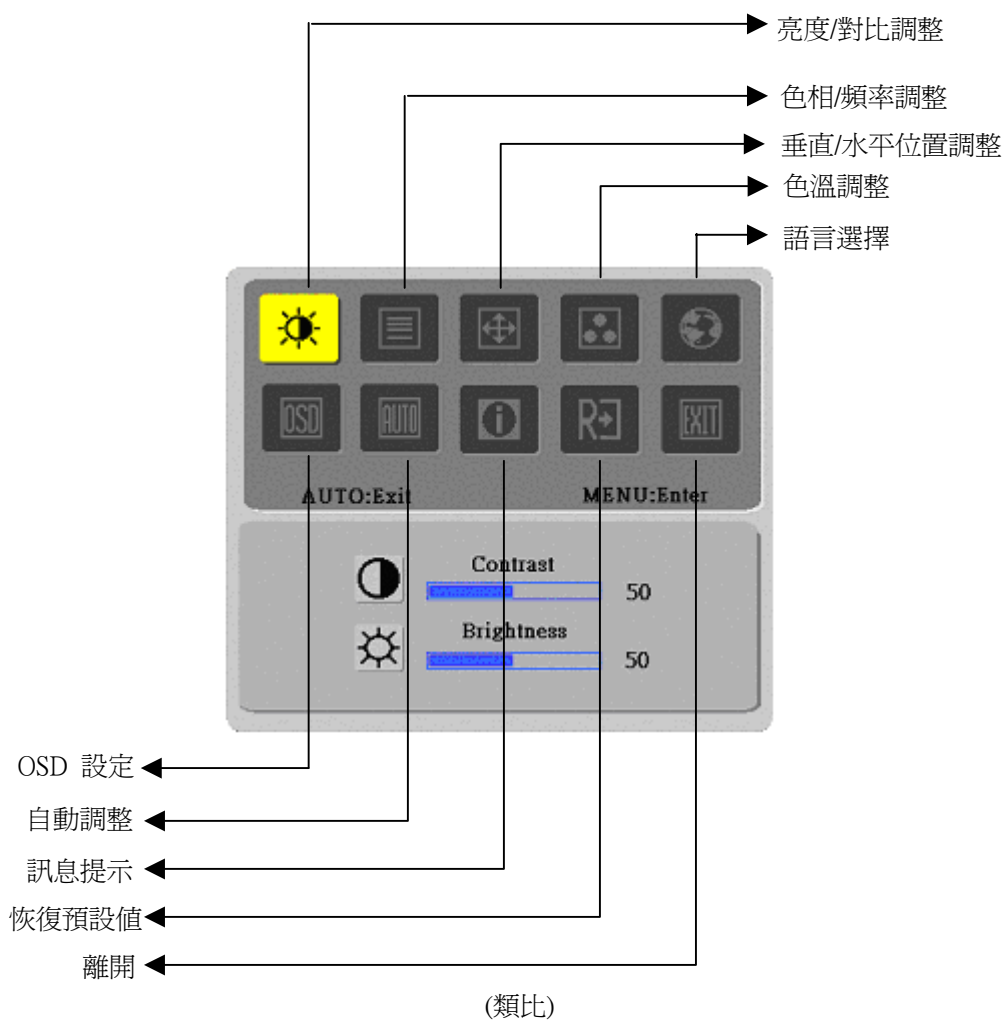 亮度/對比調整
色相/頻率調整
垂直/水平位置調整
色溫調整
語言選擇
OSD AUTO R EXIT
AUTO:Exit MENU:Enter
Contrast
50
Brightness
50
OSD 設定
自動調整
訊息提示
恢復預設值
離開
(類比)